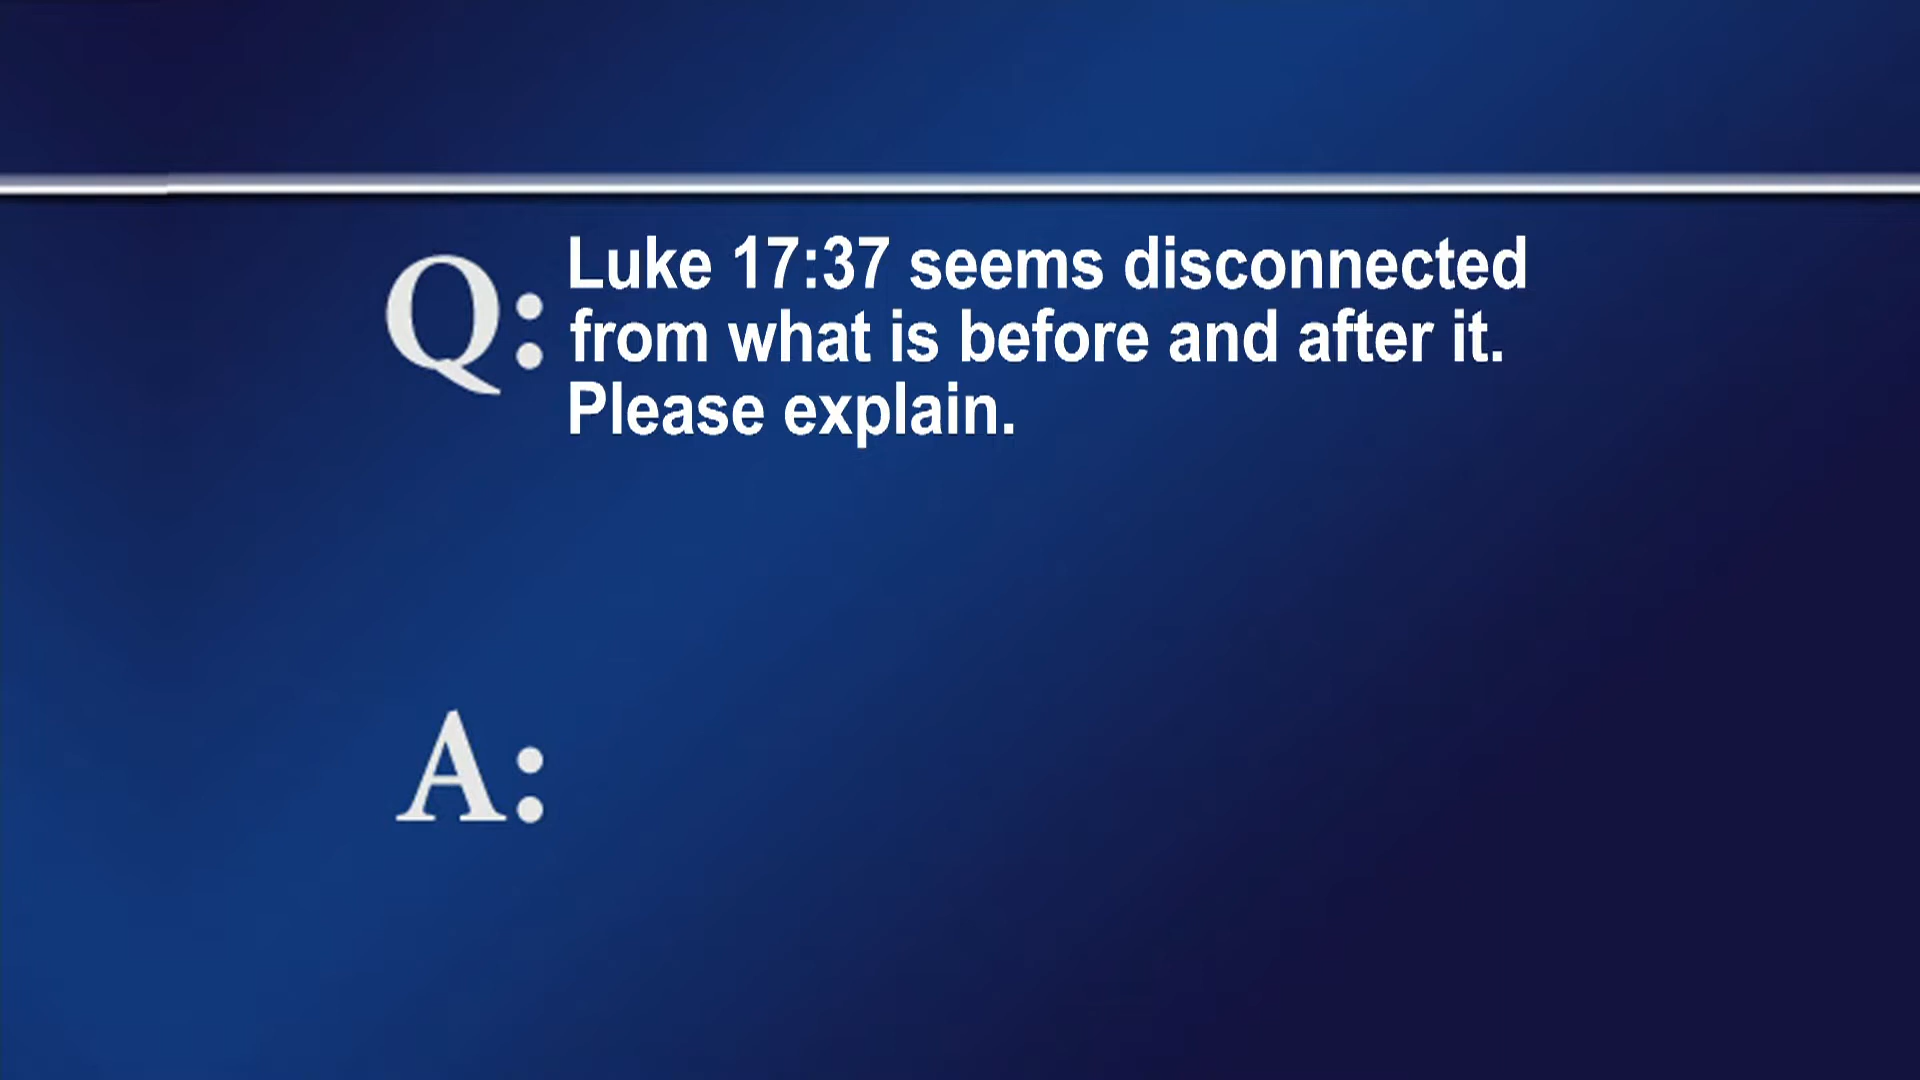 Q: Luke 17:37 seems disconnected
from what is before and after it.
Please explain.
A: